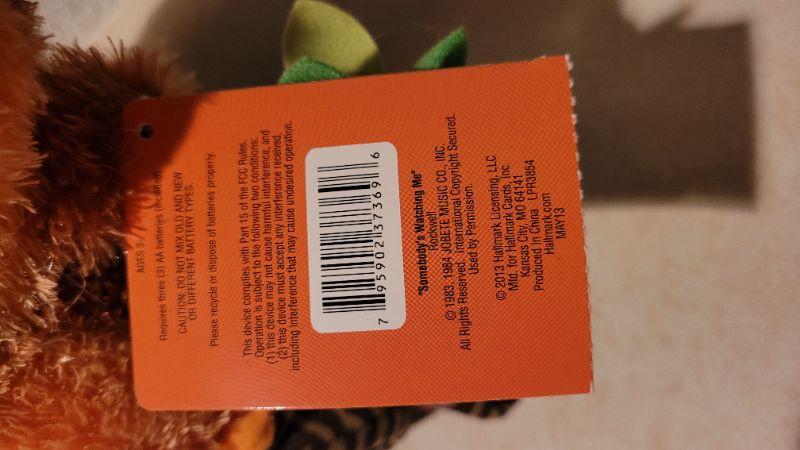 AGES 3
Requires three (3) AA batteries
CAUTION: DO NOT MIX OLD AND NEW
OR DIFFERENT BATTERY TYPES.
Please recycle or dispose of batteries properly.
This device complies with Part 15 of the FCC Rules.
Operation is subject to the following two conditions:
(1) this device may not cause harmful interference, and
(2) this device must accept any interference received,
including interference that may cause undesired operation.
7 95902 37369 6
"Somebody's Watching Me"
Rockwell
© 1983, 1984 JOBETE MUSIC CO., INC.
All Rights Reserved. International Copyright Secured.
Used by Permission.
© 2013 Hallmark Licensing, LLC
Mfd. for Hallmark Cards, Inc.
Kansas City, MO 64141
Produced In China LPR3854
Hallmark.com
MAY13